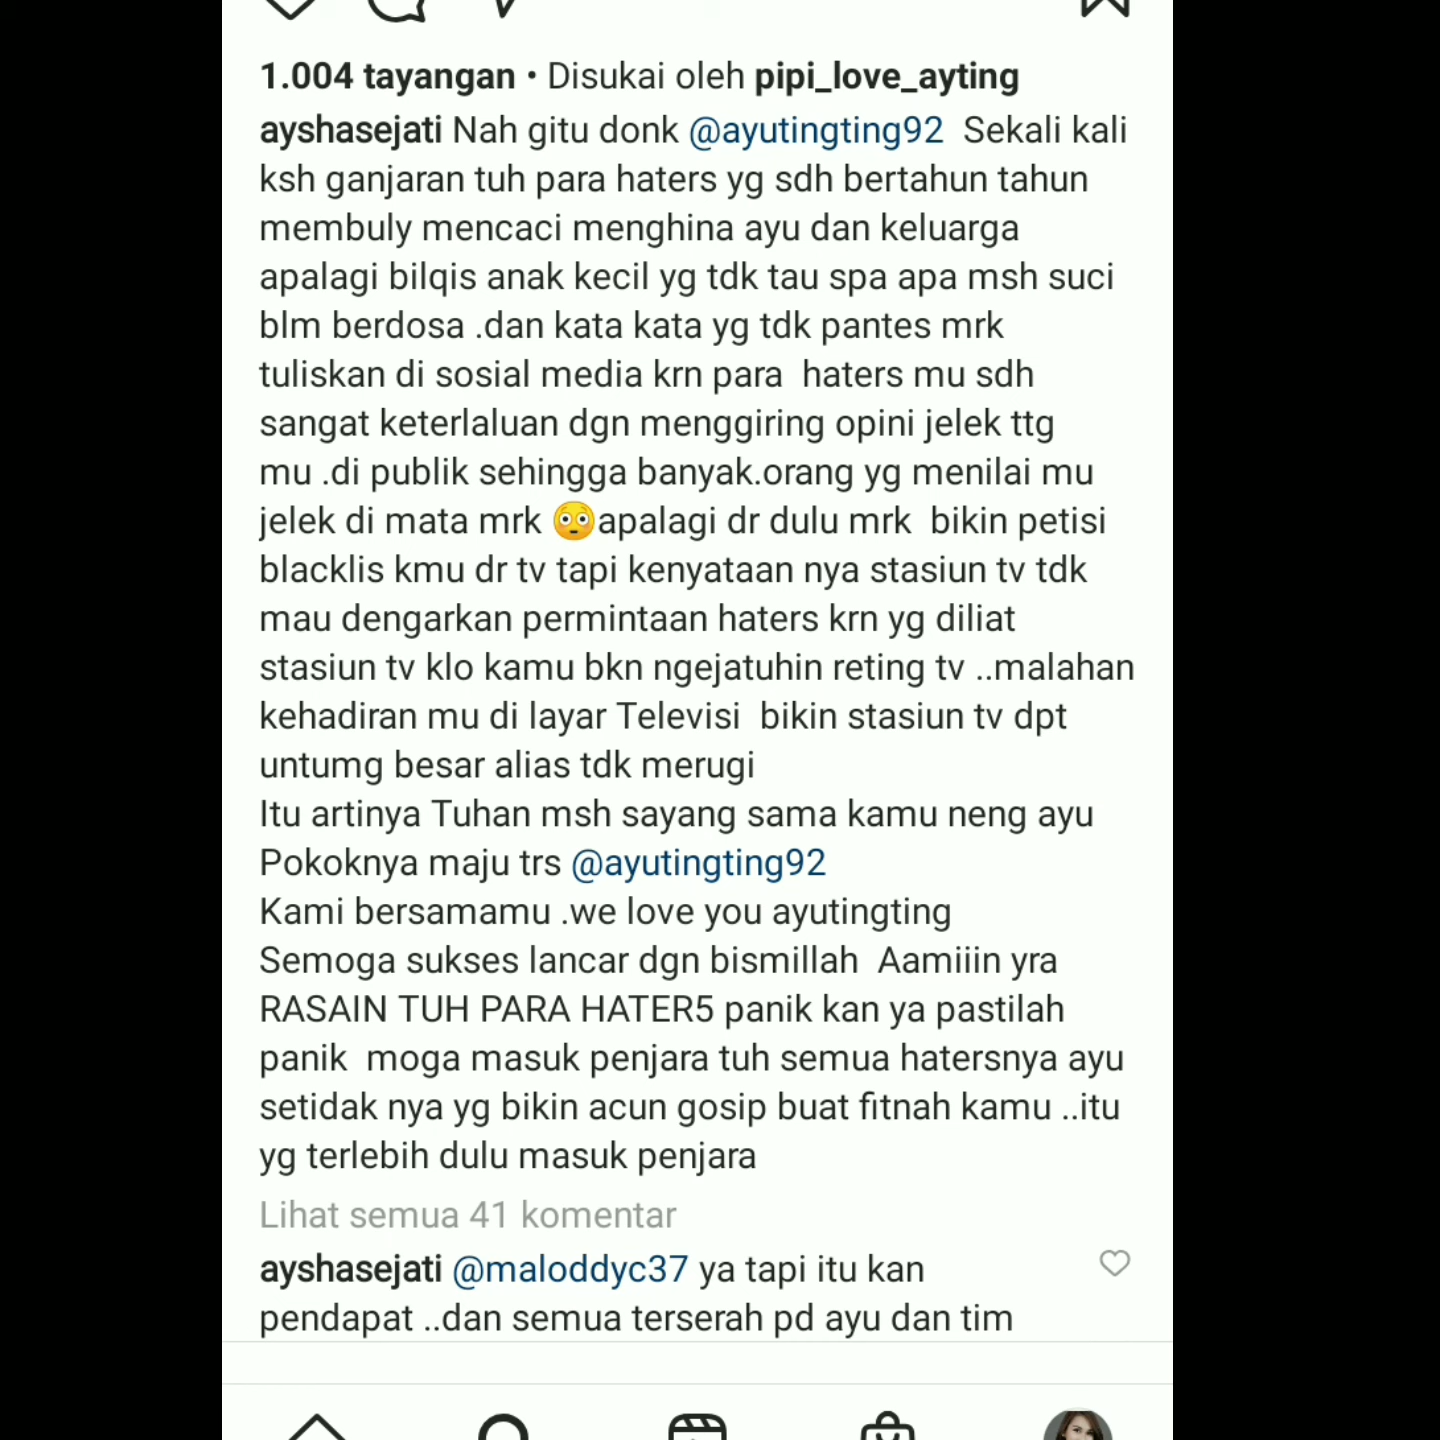 1.004 tayangan • Disukai oleh pipi_love_ayting
ayshasejati Nah gitu donk @ayutingting92  Sekali kali
ksh ganjaran tuh para haters yg sdh bertahun tahun
membuly mencaci menghina ayu dan keluarga
apalagi bilqis anak kecil yg tdk tau spa apa msh suci
blm berdosa .dan kata kata yg tdk pantes mrk
tuliskan di sosial media krn para  haters mu sdh
sangat keterlaluan dgn menggiring opini jelek ttg
mu .di publik sehingga banyak.orang yg menilai mu
jelek di mata mrk 😳apalagi dr dulu mrk  bikin petisi
blacklis kmu dr tv tapi kenyataan nya stasiun tv tdk
mau dengarkan permintaan haters krn yg diliat
stasiun tv klo kamu bkn ngejatuhin reting tv ..malahan
kehadiran mu di layar Televisi  bikin stasiun tv dpt
untumg besar alias tdk merugi
Itu artinya Tuhan msh sayang sama kamu neng ayu
Pokoknya maju trs @ayutingting92
Kami bersamamu .we love you ayutingting
Semoga sukses lancar dgn bismillah  Aamiiin yra
RASAIN TUH PARA HATER5 panik kan ya pastilah
panik  moga masuk penjara tuh semua hatersnya ayu
setidak nya yg bikin acun gosip buat fitnah kamu ..itu
yg terlebih dulu masuk penjara
Lihat semua 41 komentar
ayshasejati @maloddyc37 ya tapi itu kan
pendapat ..dan semua terserah pd ayu dan tim